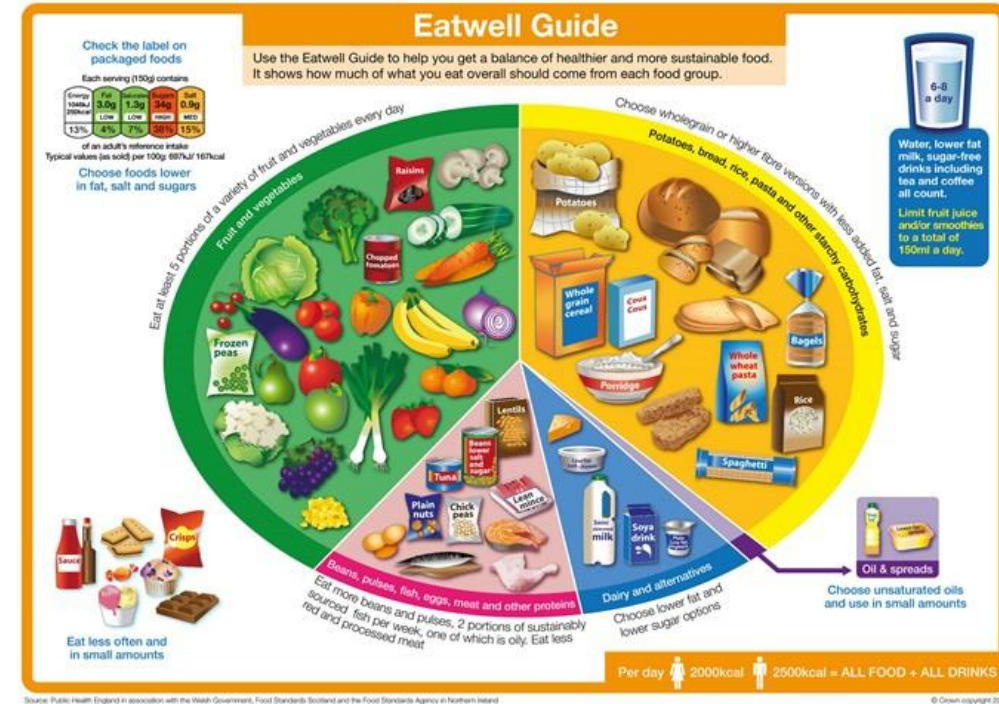 Eatwell Guide
Use the Eatwell Guide to help you get a balance of healthier and more sustainable food.
It shows how much of what you eat overall should come from each food group.
Check the label on
packaged foods
Each serving (150g) contains
Energy
1046kJ
250kcal
13%
Fat
3.0g
LOW
4%
Saturates
1.3g
LOW
7%
Sugars
34g
HIGH
38%
Salt
0.9g
MED
15%
of an adult's reference intake
Typical values (as sold) per 100g: 697kJ/ 167kcal
Choose foods lower
in fat, salt and sugars
6-8
a day
Water, lower fat
milk, sugar-free
drinks including
tea and coffee
all count.
Limit fruit juice
and/or smoothies
to a total of
150ml a day.
Eat at least 5 portions of a variety of fruit and vegetables every day
Fruit and vegetables
Raisins
Chopped
tomatoes
Frozen
peas
Choose wholegrain or higher fibre versions with less added fat, salt and sugar
Potatoes, bread, rice, pasta and other starchy carbohydrates
Potatoes
Whole
grain
cereal
Cous
Cous
Bagels
Porridge
Whole
wheat
pasta
Rice
Spaghetti
Lentils
Beans
lower
salt
and
sugar
Tuna
Plain
nuts
Chick
peas
Lean
mince
Beans, pulses, fish, eggs, meat and other proteins
Eat more beans and pulses, 2 portions of sustainably
sourced fish per week, one of which is oily. Eat less
red and processed meat
Semi
skimmed
milk
Soya
drink
Dairy and alternatives
Choose lower fat and
lower sugar options
Oil & spreads
Choose unsaturated oils
and use in small amounts
Sauce
Crisps
Eat less often and
in small amounts
Per day 2000kcal 2500kcal = ALL FOOD + ALL DRINKS
Source: Public Health England in association with the Welsh Government, Food Standards Scotland and the Food Standards Agency in Northern Ireland
© Crown copyright